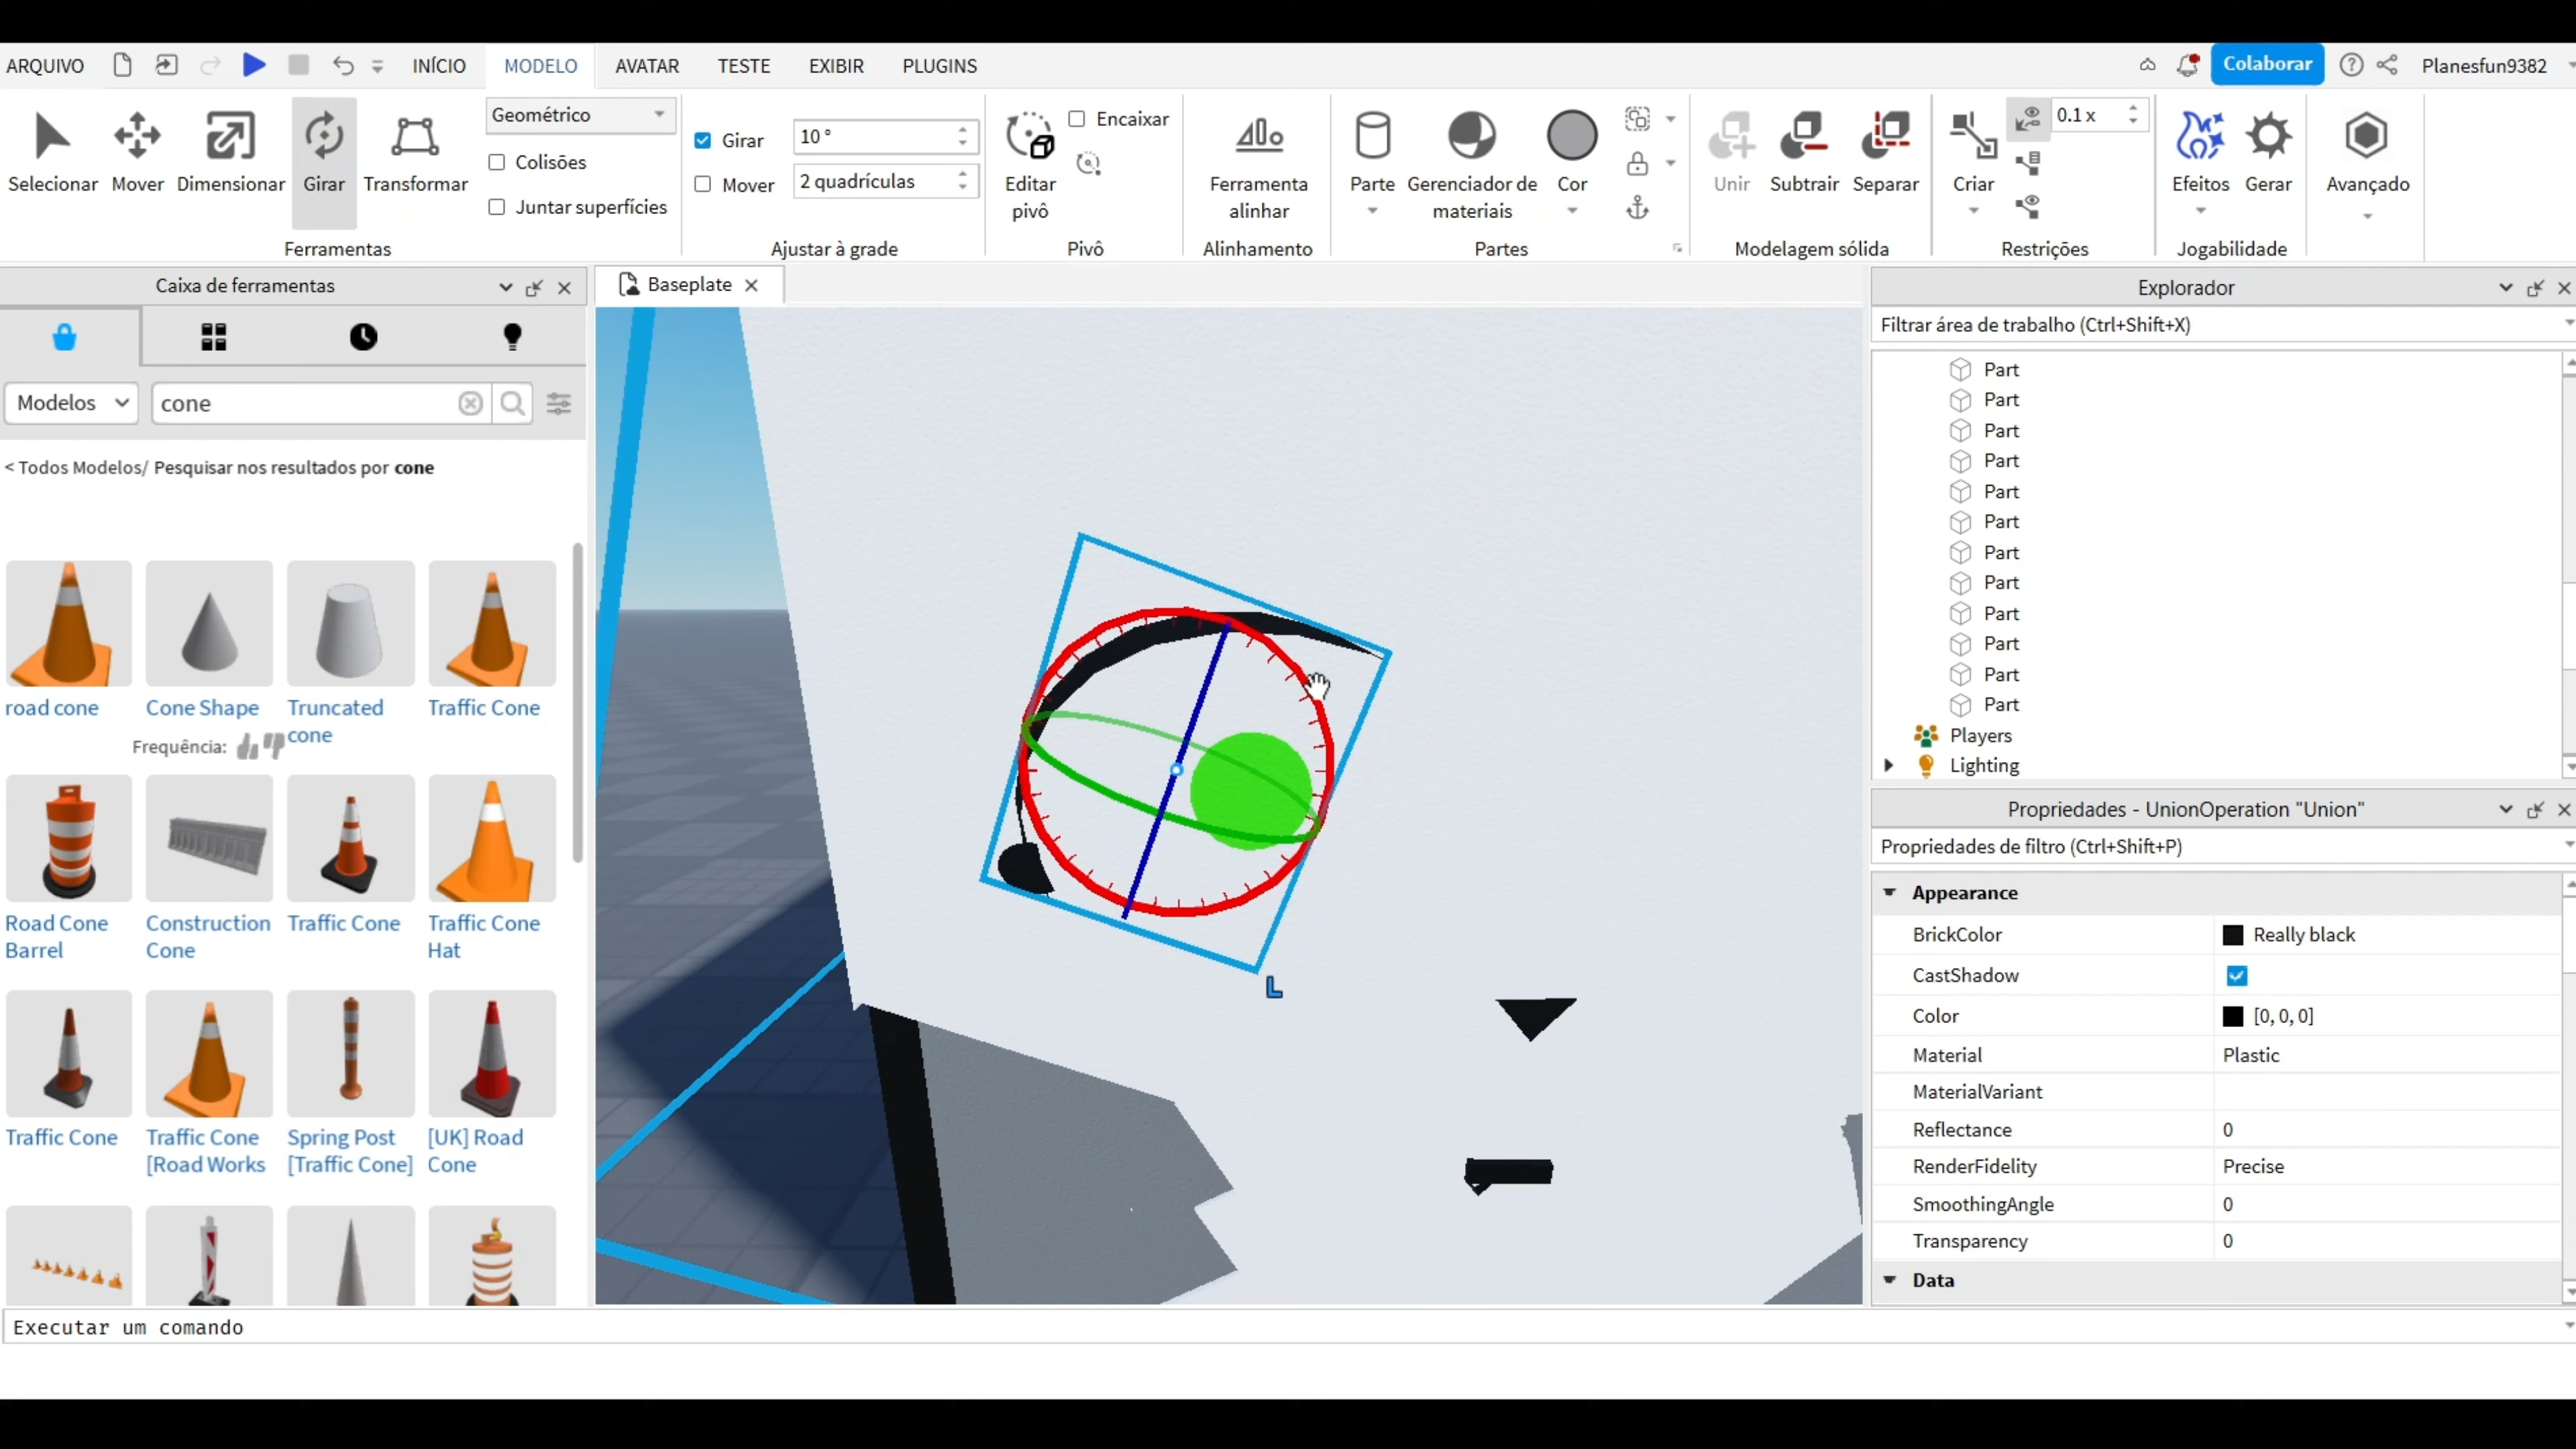 ARQUIVO INÍCIO MODELO AVATAR TESTE EXIBIR PLUGINS Colaborar Planesfun9382
Selecionar Mover Dimensionar Girar Transformar
Geométrico
Colisões
Juntar superfícies
Ferramentas
Girar 10 °
Mover 2 quadrículas
Ajustar à grade
Editar
pivô
Encaixar
Pivô
Ferramenta
alinhar
Alinhamento
Parte
Gerenciador de
materiais
Cor
Partes
Unir Subtrair Separar
Modelagem sólida
Criar
0.1 x
Restrições
Efeitos Gerar
Jogabilidade
Avançado
Caixa de ferramentas
Modelos cone
< Todos Modelos/ Pesquisar nos resultados por cone
road cone
Cone Shape
Truncated
cone
Traffic Cone
Frequência:
Road Cone
Barrel
Construction
Cone
Traffic Cone
Traffic Cone
Hat
Traffic Cone
Traffic Cone
[Road Works
Spring Post
[Traffic Cone]
[UK] Road
Cone
Baseplate
L
Explorador
Filtrar área de trabalho (Ctrl+Shift+X)
Part
Part
Part
Part
Part
Part
Part
Part
Part
Part
Part
Part
Players
Lighting
Propriedades - UnionOperation "Union"
Propriedades de filtro (Ctrl+Shift+P)
Appearance
BrickColor Really black
CastShadow
Color [0, 0, 0]
Material Plastic
MaterialVariant
Reflectance 0
RenderFidelity Precise
SmoothingAngle 0
Transparency 0
Data
Executar um comando